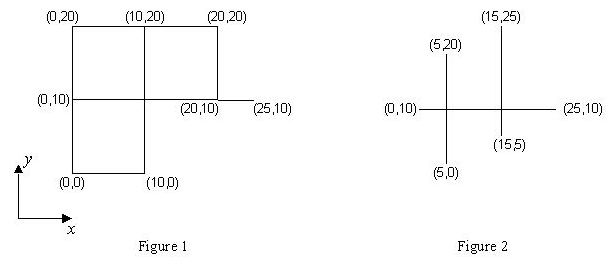 (0,20) (10,20) (20,20)
(0,10) (20,10) (25,10)
(0,0) (10,0)
y
x
Figure 1
(15,25)
(5,20)
(0,10) (25,10)
(15,5)
(5,0)
Figure 2